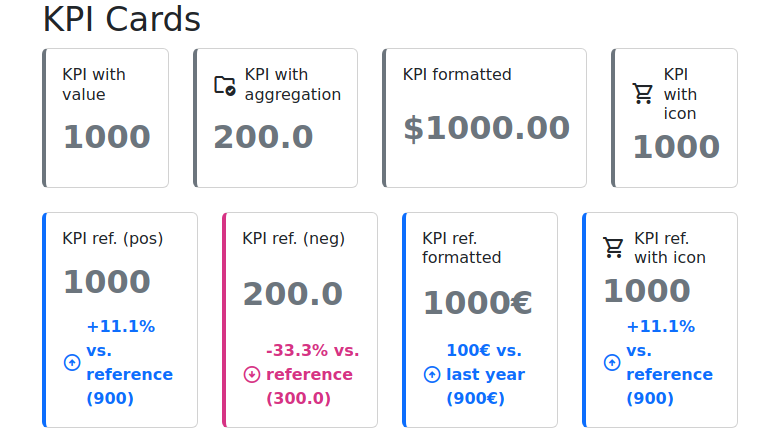 KPI Cards
KPI with
value
1000
KPI with
aggregation
200.0
KPI formatted
$1000.00
KPI
with
icon
1000
KPI ref. (pos)
1000
+11.1%
vs.
reference
(900)
KPI ref. (neg)
200.0
-33.3% vs.
reference
(300.0)
KPI ref.
formatted
1000€
100€ vs.
last year
(900€)
KPI ref.
with icon
1000
+11.1%
vs.
reference
(900)